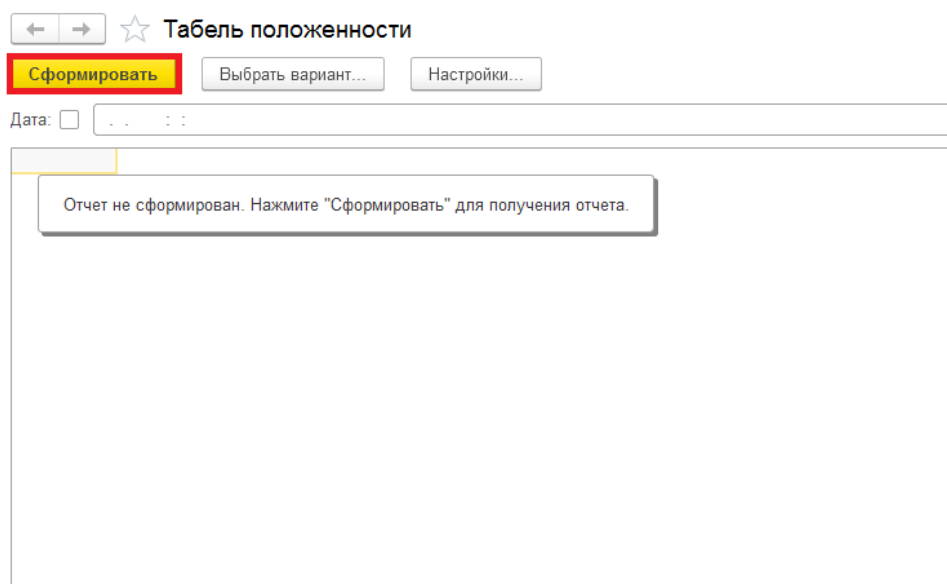 Табель положенности
Сформировать Выбрать вариант... Настройки...
Дата: . . : :
Отчет не сформирован. Нажмите "Сформировать" для получения отчета.